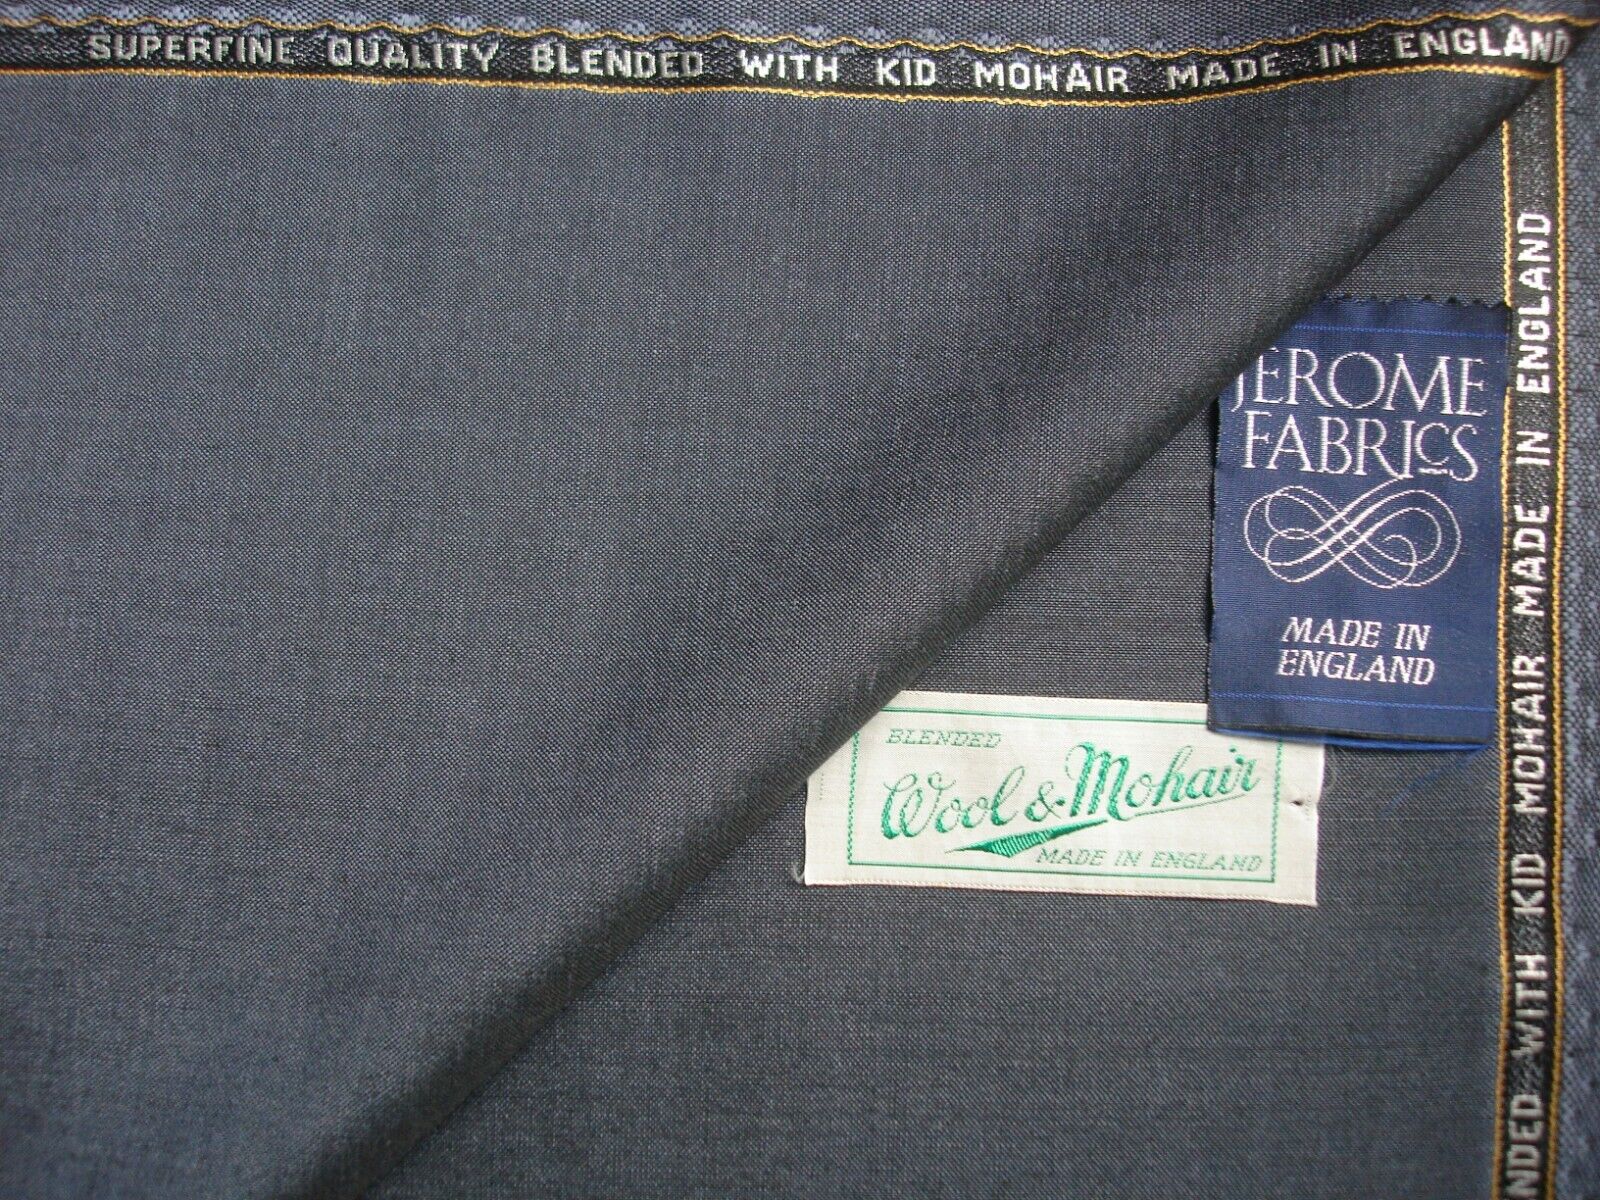 SUPERFINE QUALITY BLENDED WITH KID MOHAIR MADE IN ENGLAND
JEROME
FABRICS
MADE IN
ENGLAND
BLENDED
Wool & Mohair
MADE IN ENGLAND
NDED WITH KID MOHAIR MADE IN ENGLAND